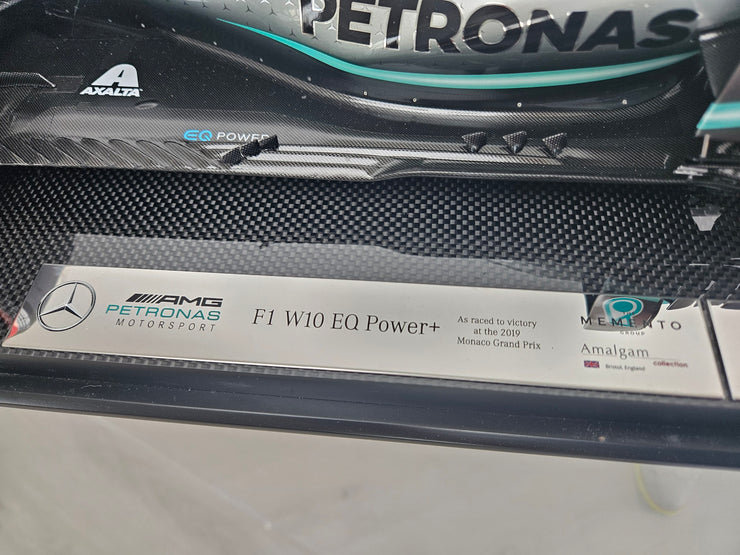 PETRONAS
AXALTA
EQ POWER
AMG
PETRONAS
MOTORSPORT
F1 W10 EQ Power+
As raced to victory
at the 2019
Monaco Grand Prix
MEMENTO
GROUP
Amalgam
collection
Bristol, England